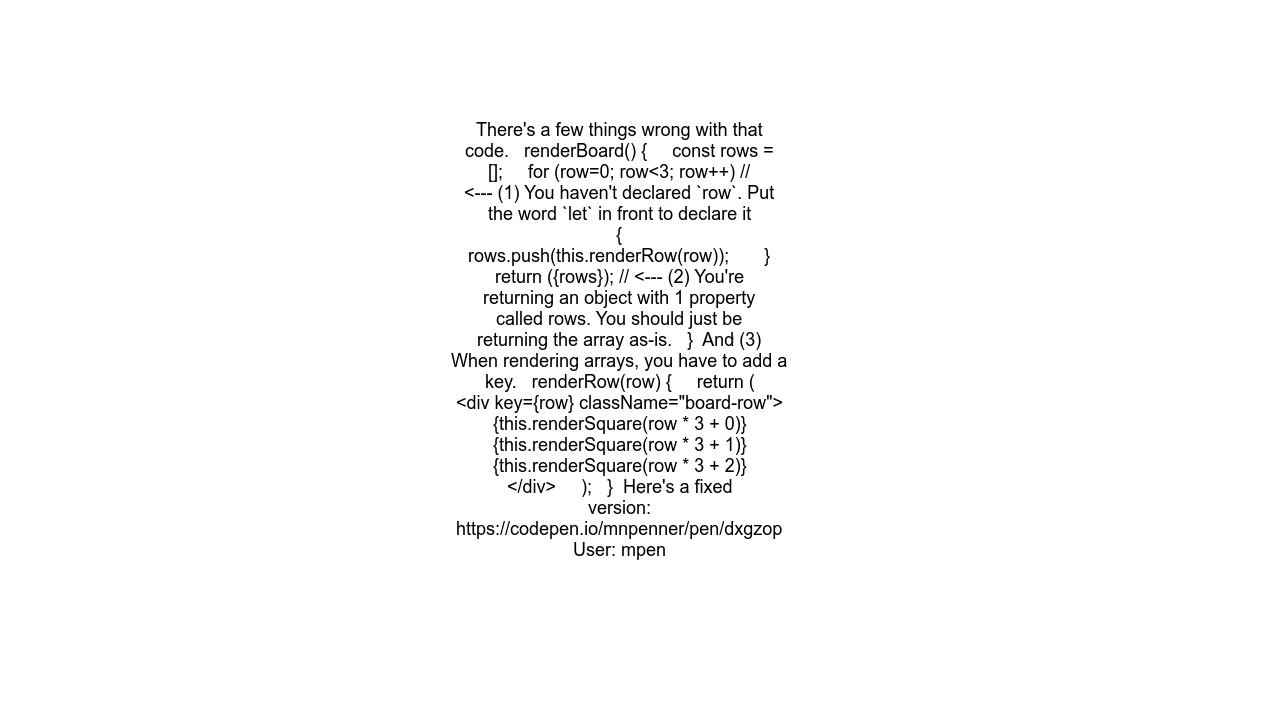 There's a few things wrong with that
code.   renderBoard() {     const rows =
[];     for (row=0; row<3; row++) //
<--- (1) You haven't declared `row`. Put
the word `let` in front to declare it
{
rows.push(this.renderRow(row));       }
return ({rows}); // <--- (2) You're
returning an object with 1 property
called rows. You should just be
returning the array as-is.   }  And (3)
When rendering arrays, you have to add a
key.   renderRow(row) {     return (
<div key={row} className="board-row">
{this.renderSquare(row * 3 + 0)}
{this.renderSquare(row * 3 + 1)}
{this.renderSquare(row * 3 + 2)}
</div>     );   }  Here's a fixed
version:
https://codepen.io/mnpenner/pen/dxgzop
User: mpen